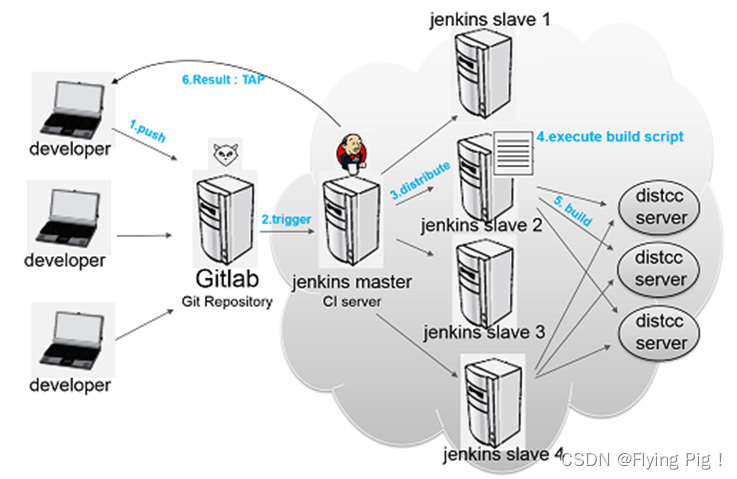 jenkins slave 1
6.Result : TAP
1.push
developer
4.execute build script
3.distribute
jenkins slave 2
5. build
distcc
server
2.trigger
developer
Gitlab
Git Repository
jenkins master
CI server
distcc
server
jenkins slave 3
distcc
server
developer
jenkins slave 4
CSDN @Flying Pig!